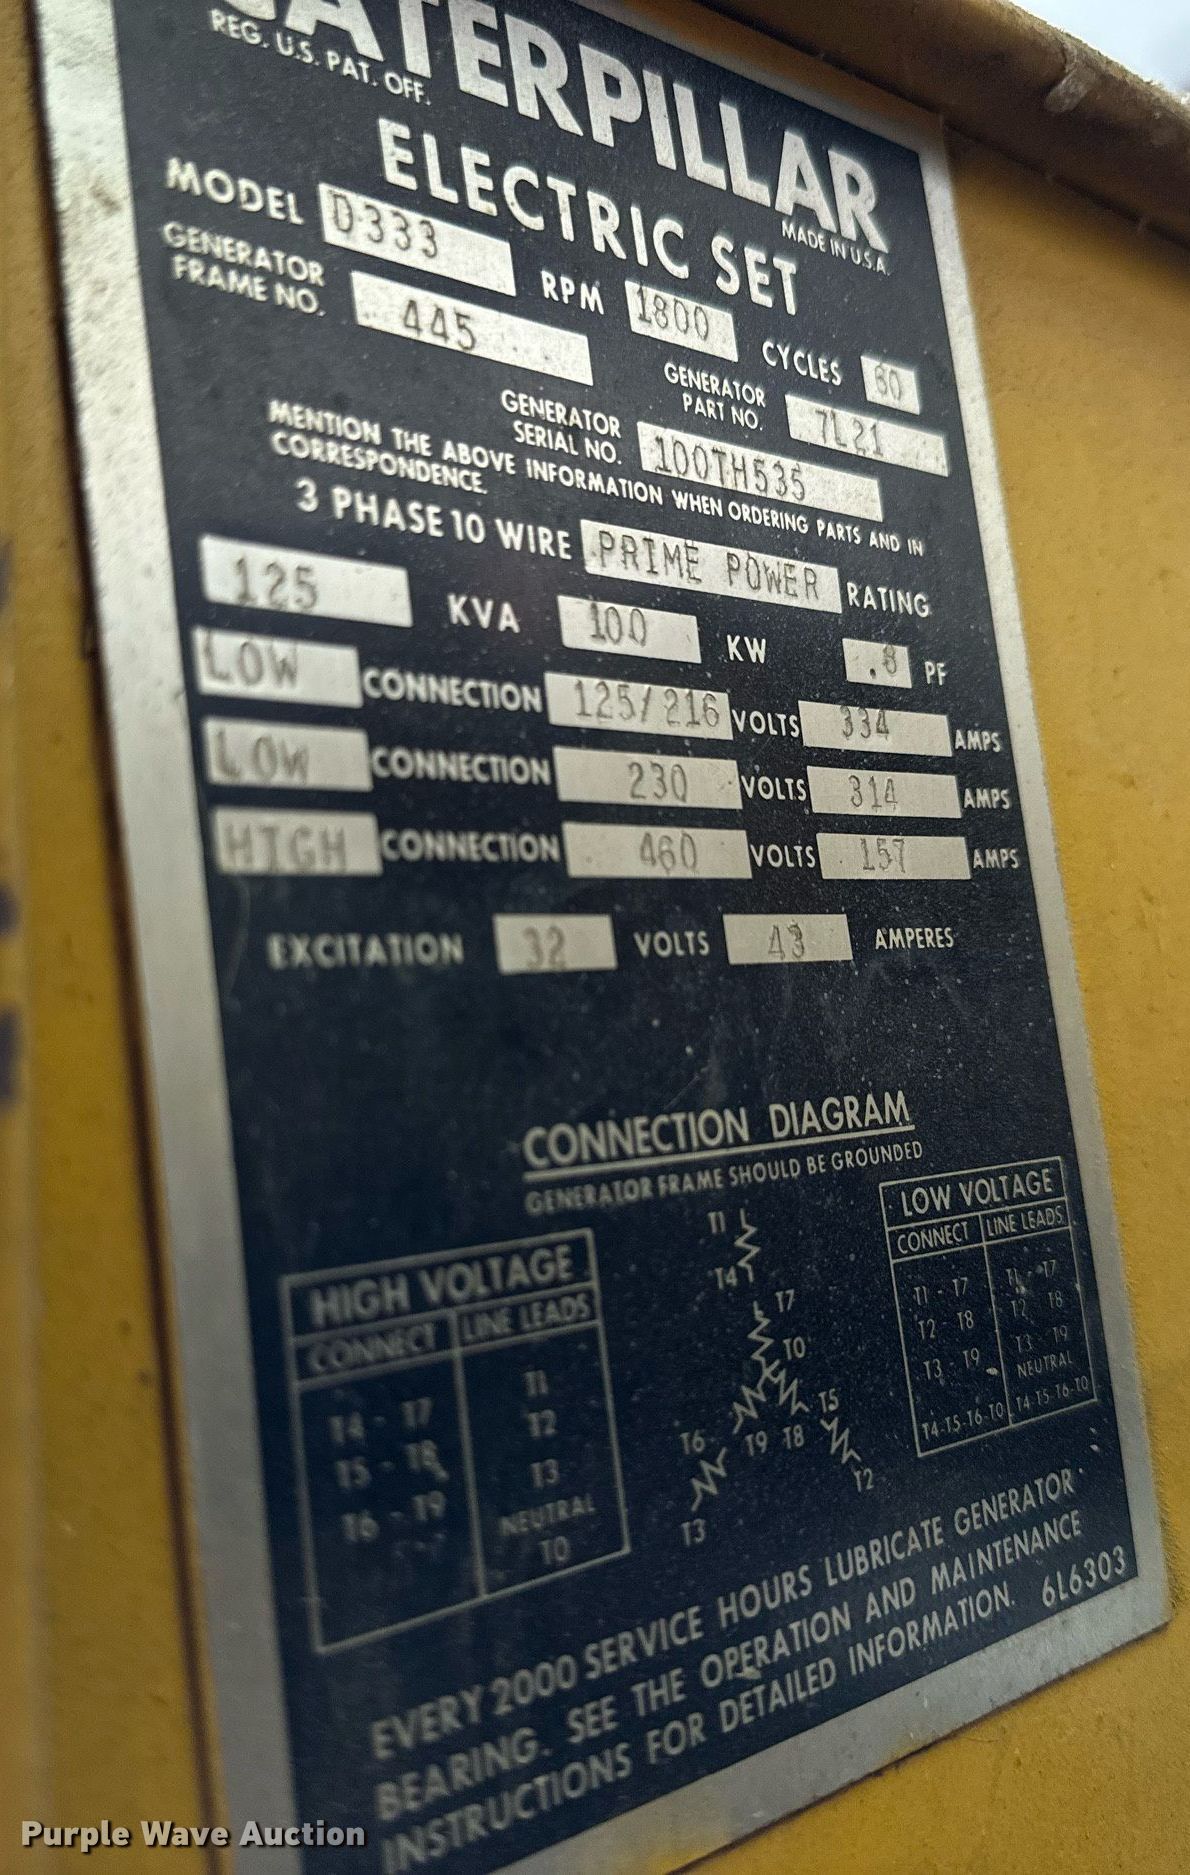 CATERPILLAR
REG. U.S. PAT. OFF.
MADE IN U.S.A.
ELECTRIC SET
MODEL D333 RPM 1800 CYCLES 60
GENERATOR FRAME NO. 445 GENERATOR PART NO. 7L21
GENERATOR SERIAL NO. 100TH535
MENTION THE ABOVE INFORMATION WHEN ORDERING PARTS AND IN
CORRESPONDENCE.
3 PHASE 10 WIRE PRIME POWER RATING
125 KVA 100 KW .8 PF
LOW CONNECTION 125/216 VOLTS 334 AMPS
LOW CONNECTION 230 VOLTS 314 AMPS
HIGH CONNECTION 460 VOLTS 157 AMPS
EXCITATION 32 VOLTS 43 AMPERES
CONNECTION DIAGRAM
GENERATOR FRAME SHOULD BE GROUNDED
HIGH VOLTAGE
CONNECT LINE LEADS
T4 - T7 T1
T5 - T8 T2
T6 - T9 T3
NEUTRAL
T0
T1
T4
T7
T0
T5
T6 T9 T8
T2
T3
LOW VOLTAGE
CONNECT LINE LEADS
T1 - T7 T1 - T7
T2 - T8 T2 T8
T3 - T9 T3 T9
NEUTRAL
T4-T5-T6-T0 T4-T5-T6-T0
EVERY 2000 SERVICE HOURS LUBRICATE GENERATOR
BEARING. SEE THE OPERATION AND MAINTENANCE
INSTRUCTIONS FOR DETAILED INFORMATION. 6L6303
Purple Wave Auction